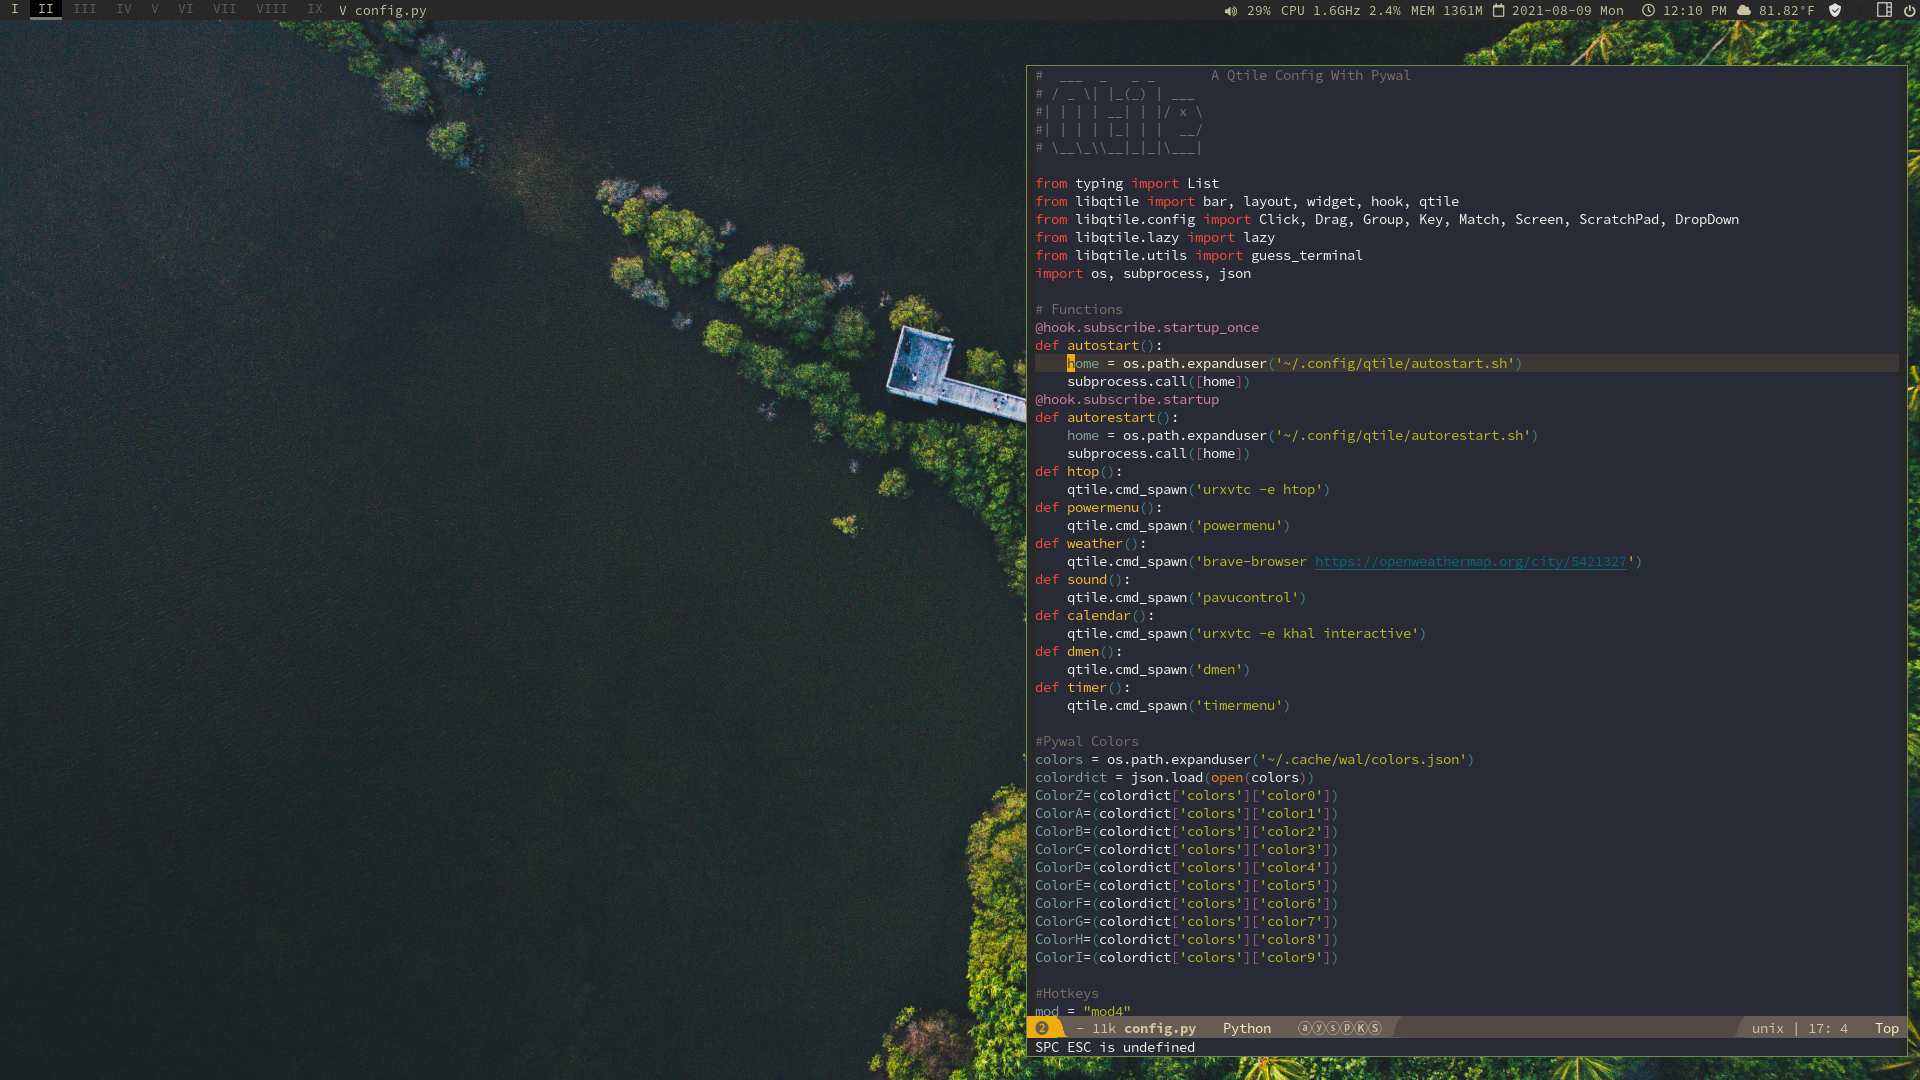 I II III IV V VI VII VIII IX V config.py 29% CPU 1.6GHz 2.4% MEM 1361M 2021-08-09 Mon 12:10 PM 81.82°F
#  ___  _   _ _       A Qtile Config With Pywal
# / _ \| |_(_) | ___
#| | | | __| | |/ x \
#| | | | |_| | |  __/
# \__\_\\__|_|_|\___|
from typing import List
from libqtile import bar, layout, widget, hook, qtile
from libqtile.config import Click, Drag, Group, Key, Match, Screen, ScratchPad, DropDown
from libqtile.lazy import lazy
from libqtile.utils import guess_terminal
import os, subprocess, json
# Functions
@hook.subscribe.startup_once
def autostart():
    home = os.path.expanduser('~/.config/qtile/autostart.sh')
    subprocess.call([home])
@hook.subscribe.startup
def autorestart():
    home = os.path.expanduser('~/.config/qtile/autorestart.sh')
    subprocess.call([home])
def htop():
    qtile.cmd_spawn('urxvtc -e htop')
def powermenu():
    qtile.cmd_spawn('powermenu')
def weather():
    qtile.cmd_spawn('brave-browser https://openweathermap.org/city/5421327')
def sound():
    qtile.cmd_spawn('pavucontrol')
def calendar():
    qtile.cmd_spawn('urxvtc -e khal interactive')
def dmen():
    qtile.cmd_spawn('dmen')
def timer():
    qtile.cmd_spawn('timermenu')
#Pywal Colors
colors = os.path.expanduser('~/.cache/wal/colors.json')
colordict = json.load(open(colors))
ColorZ=(colordict['colors']['color0'])
ColorA=(colordict['colors']['color1'])
ColorB=(colordict['colors']['color2'])
ColorC=(colordict['colors']['color3'])
ColorD=(colordict['colors']['color4'])
ColorE=(colordict['colors']['color5'])
ColorF=(colordict['colors']['color6'])
ColorG=(colordict['colors']['color7'])
ColorH=(colordict['colors']['color8'])
ColorI=(colordict['colors']['color9'])
#Hotkeys
mod = "mod4"
❷ - 11k config.py Python ⓐⓨⓢⓟⓀⓈ unix | 17: 4 Top
SPC ESC is undefined